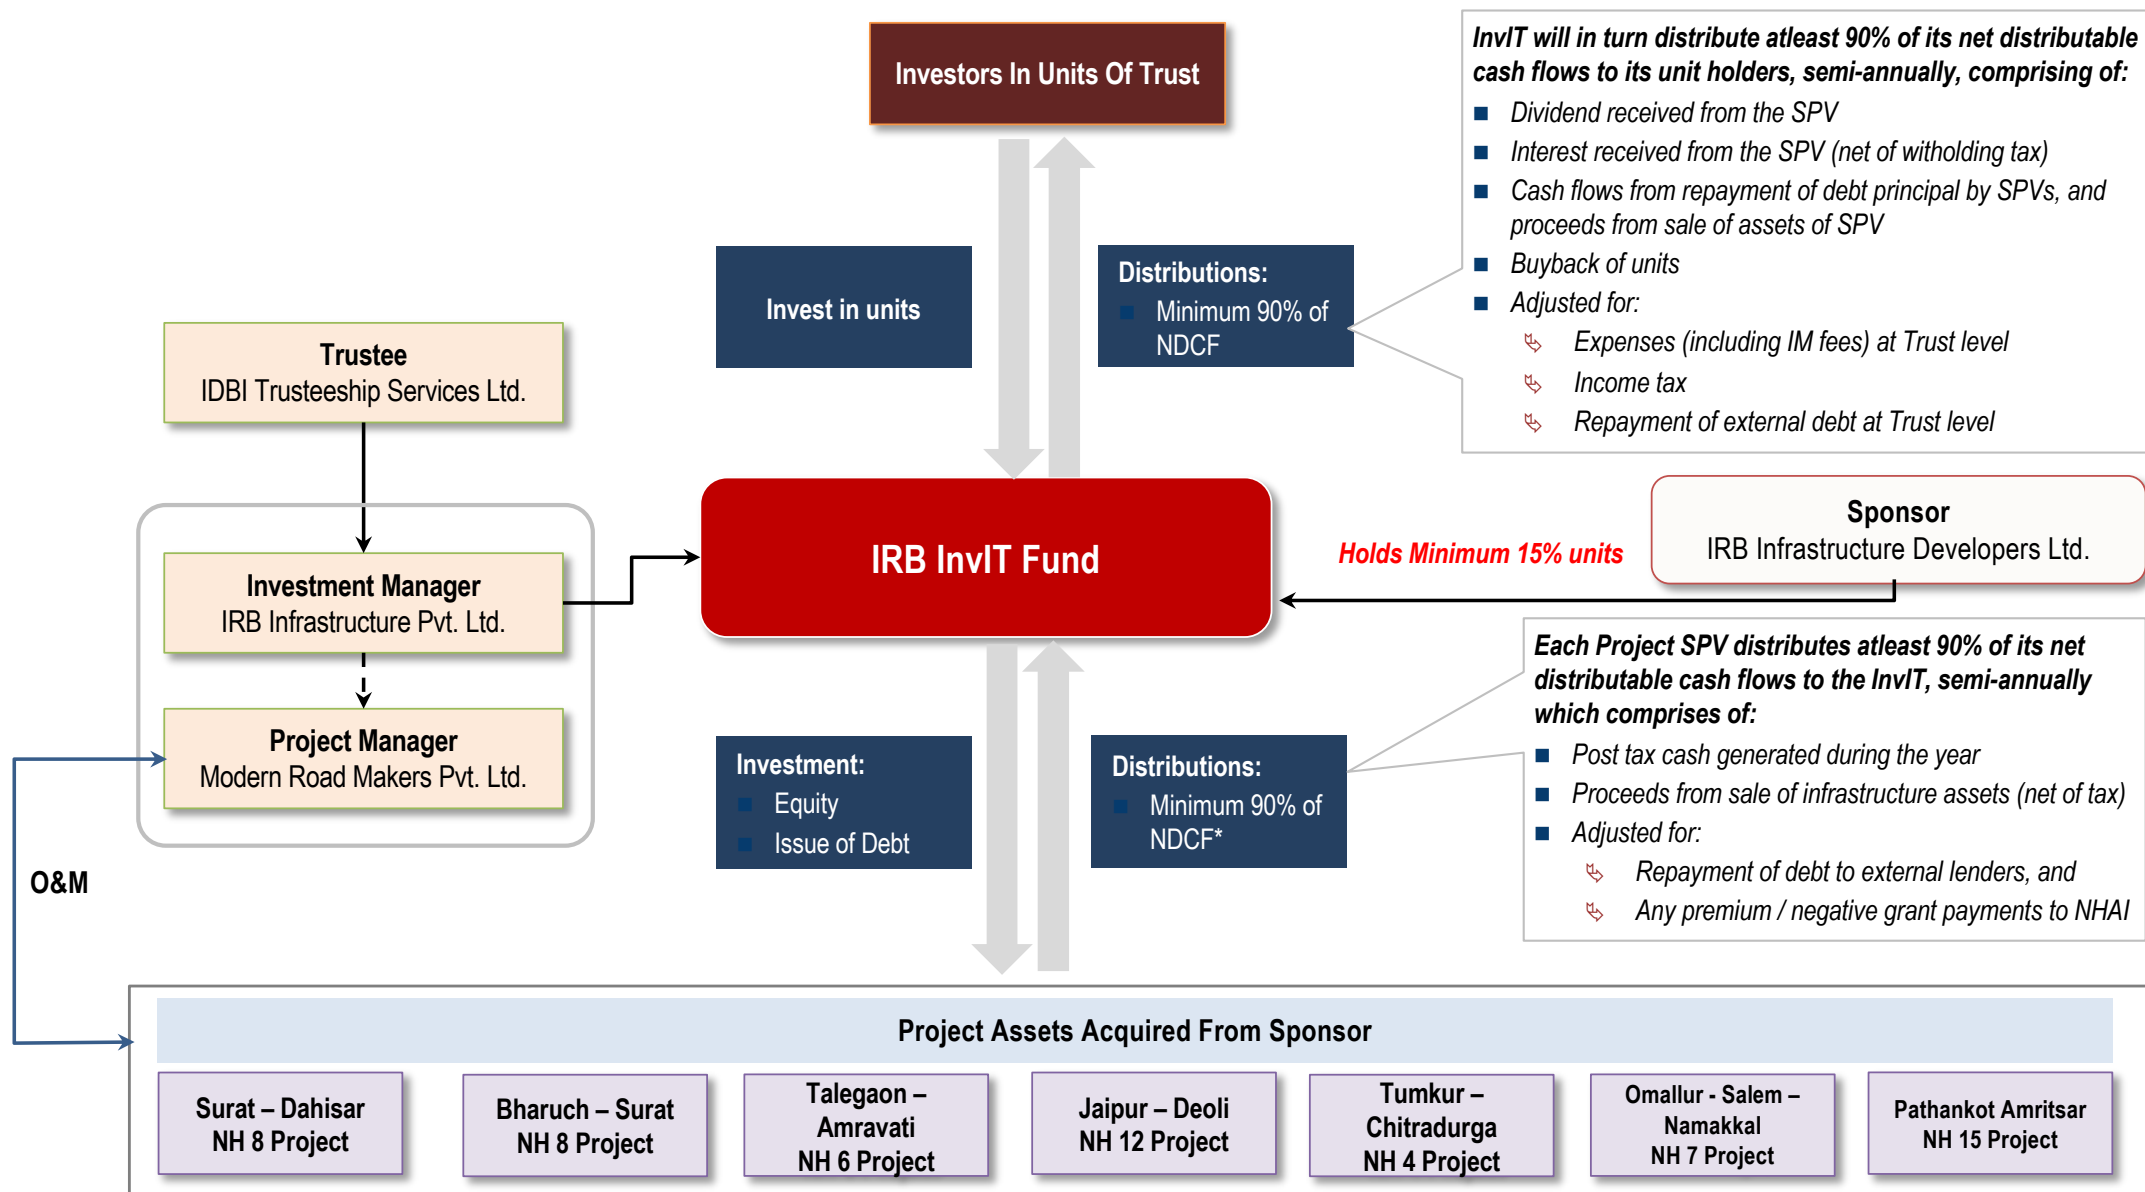 Investors In Units Of Trust
InvIT will in turn distribute atleast 90% of its net distributable
cash flows to its unit holders, semi-annually, comprising of:
Dividend received from the SPV
Interest received from the SPV (net of witholding tax)
Cash flows from repayment of debt principal by SPVs, and
proceeds from sale of assets of SPV
Buyback of units
Adjusted for:
Expenses (including IM fees) at Trust level
Income tax
Repayment of external debt at Trust level
Invest in units
Distributions:
Minimum 90% of
NDCF
Trustee
IDBI Trusteeship Services Ltd.
Investment Manager
IRB Infrastructure Pvt. Ltd.
Project Manager
Modern Road Makers Pvt. Ltd.
O&M
IRB InvIT Fund
Holds Minimum 15% units
Sponsor
IRB Infrastructure Developers Ltd.
Investment:
Equity
Issue of Debt
Distributions:
Minimum 90% of
NDCF*
Each Project SPV distributes atleast 90% of its net
distributable cash flows to the InvIT, semi-annually
which comprises of:
Post tax cash generated during the year
Proceeds from sale of infrastructure assets (net of tax)
Adjusted for:
Repayment of debt to external lenders, and
Any premium / negative grant payments to NHAI
Project Assets Acquired From Sponsor
Surat – Dahisar
NH 8 Project
Bharuch – Surat
NH 8 Project
Talegaon –
Amravati
NH 6 Project
Jaipur – Deoli
NH 12 Project
Tumkur –
Chitradurga
NH 4 Project
Omallur - Salem –
Namakkal
NH 7 Project
Pathankot Amritsar
NH 15 Project